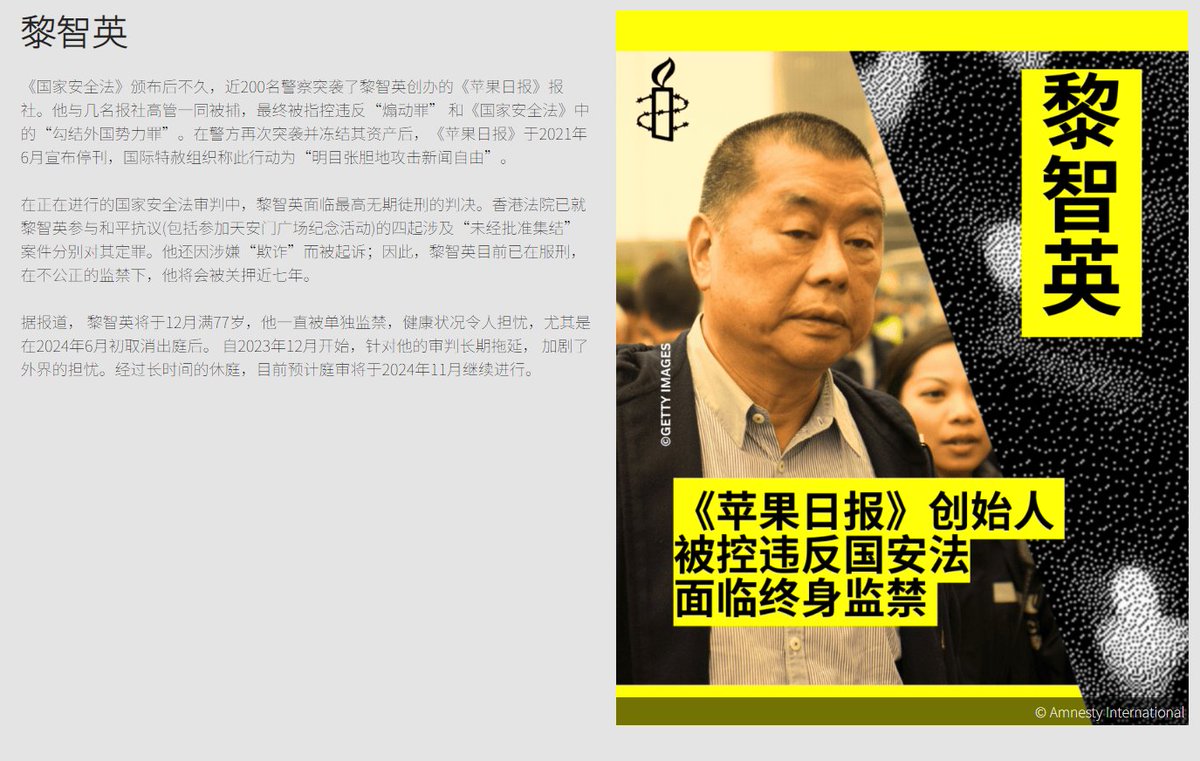 黎智英
《国家安全法》颁布后不久，近200名警察突袭了黎智英创办的《苹果日报》报
社。他与几名报社高管一同被捕，最终被指控违反“煽动罪” 和《国家安全法》中
的“勾结外国势力罪”。在警方再次突袭并冻结其资产后，《苹果日报》于2021年
6月宣布停刊，国际特赦组织称此行动为“明目张胆地攻击新闻自由”。
在正在进行的国家安全法审判中，黎智英面临最高无期徒刑的判决。香港法院已就
黎智英参与和平抗议(包括参加天安门广场纪念活动)的四起涉及“未经批准集结”
案件分别对其定罪。他还因涉嫌“欺诈”而被起诉；
黎智英目前已在服刑，
在不公正的监禁下，他将会被关押近七年。
据报道， 黎智英将于12月满77岁，他一直被单独监禁，健康状况令人担忧，尤其是
在2024年6月初取消出庭后。 自2023年12月开始，针对他的审判长期拖延， 加剧了
外界的担忧。经过长时间的休庭，目前预计庭审将于2024年11月继续进行。
黎智英
©GETTY IMAGES
《苹果日报》创始人
被控违反国安法
面临终身监禁
© Amnesty International